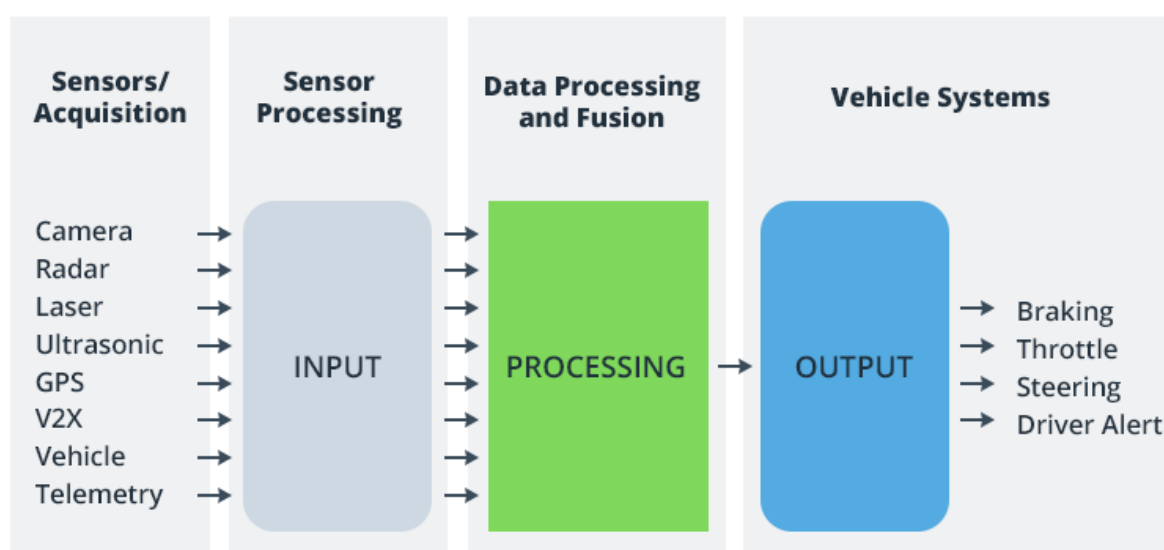 Sensors/
Acquisition
Sensor
Processing
Data Processing
and Fusion
Vehicle Systems
Camera
Radar
Laser
Ultrasonic
GPS
V2X
Vehicle
Telemetry
INPUT
PROCESSING
OUTPUT
Braking
Throttle
Steering
Driver Alert